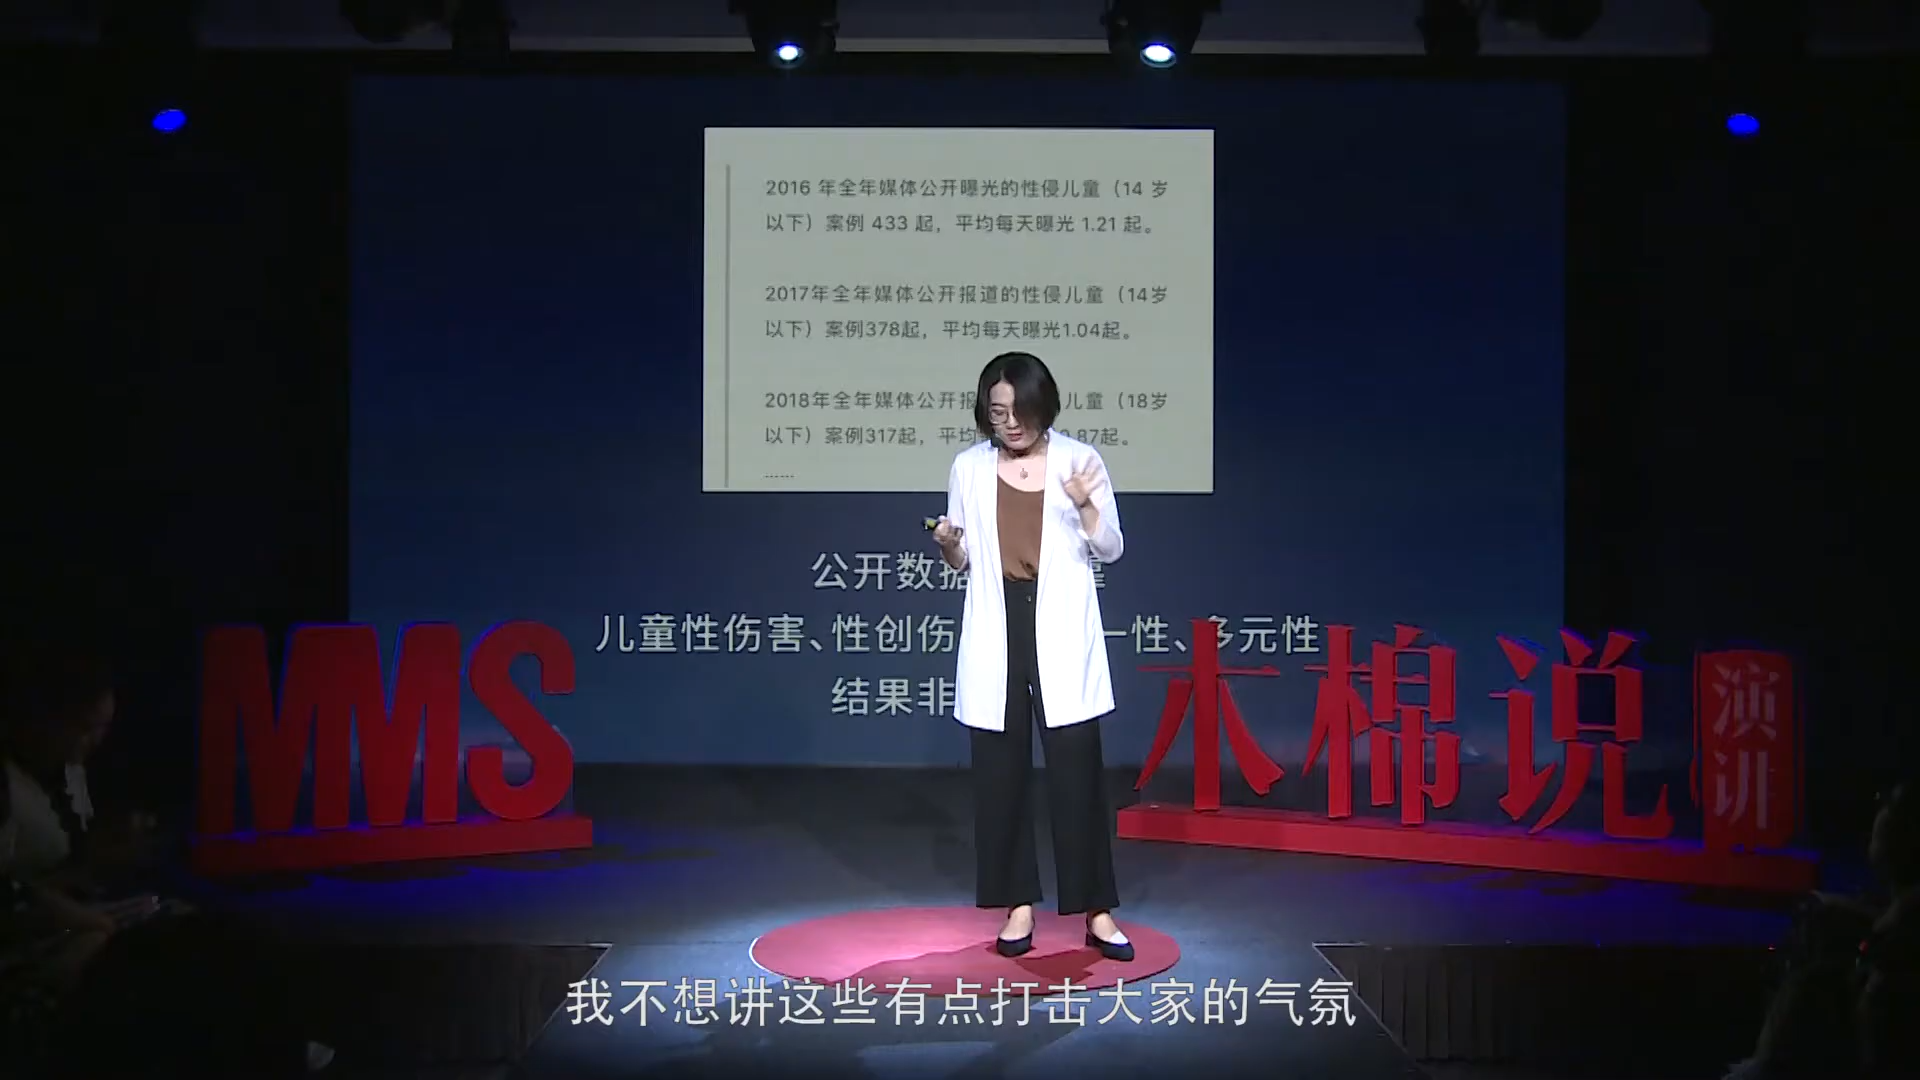 2016 年全年媒体公开曝光的性侵儿童（14 岁
以下）案例 433 起，平均每天曝光 1.21 起。
2017年全年媒体公开报道的性侵儿童（14岁
以下）案例378起，平均每天曝光1.04起。
2018年全年媒体公开报 儿童（18岁
以下）案例317起，平均 0.87起。
......
公开数据
儿童性伤害、性创伤 一性、多元性
结果非
MMS
木棉说
演讲
我不想讲这些有点打击大家的气氛